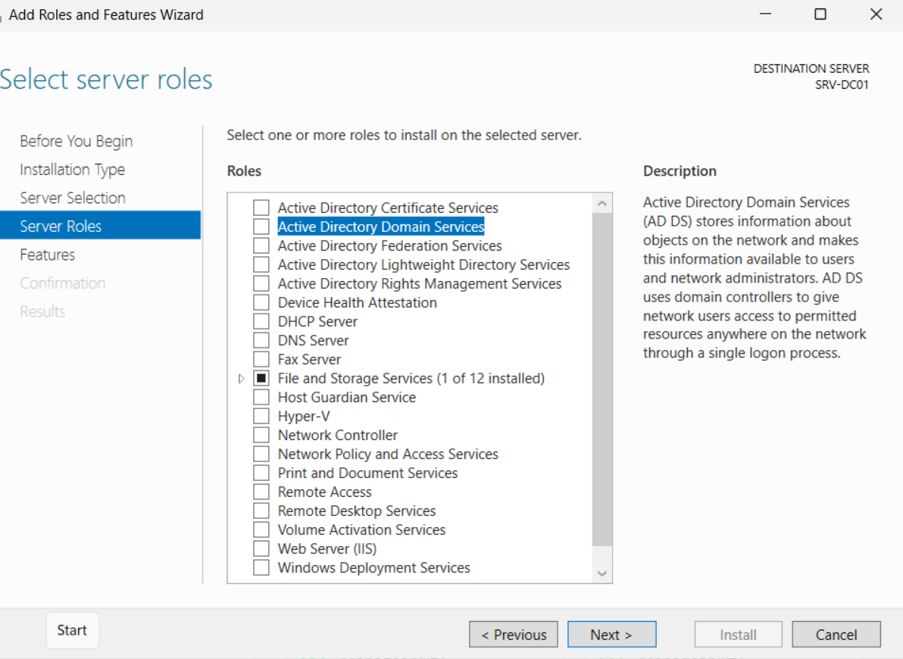 Add Roles and Features Wizard
Select server roles
DESTINATION SERVER
SRV-DC01
Before You Begin
Installation Type
Server Selection
Server Roles
Features
Confirmation
Results
Select one or more roles to install on the selected server.
Roles
Active Directory Certificate Services
Active Directory Domain Services
Active Directory Federation Services
Active Directory Lightweight Directory Services
Active Directory Rights Management Services
Device Health Attestation
DHCP Server
DNS Server
Fax Server
File and Storage Services (1 of 12 installed)
Host Guardian Service
Hyper-V
Network Controller
Network Policy and Access Services
Print and Document Services
Remote Access
Remote Desktop Services
Volume Activation Services
Web Server (IIS)
Windows Deployment Services
Description
Active Directory Domain Services
(AD DS) stores information about
objects on the network and makes
this information available to users
and network administrators. AD DS
uses domain controllers to give
network users access to permitted
resources anywhere on the network
through a single logon process.
Start
< Previous
Next >
Install
Cancel